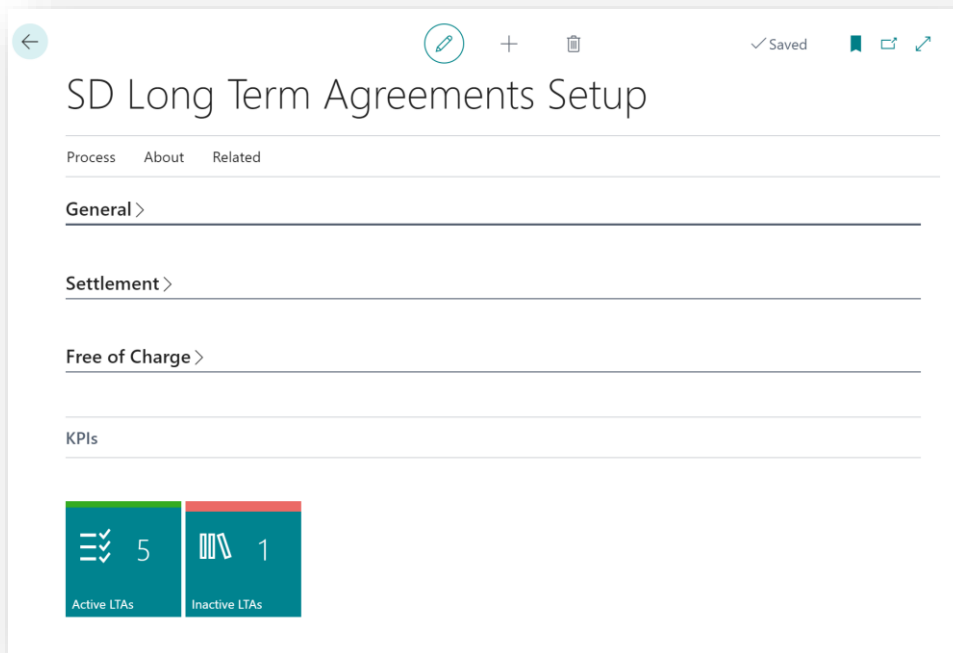 Saved
SD Long Term Agreements Setup
Process About Related
General
Settlement
Free of Charge
KPIs
5 1
Active LTAs Inactive LTAs